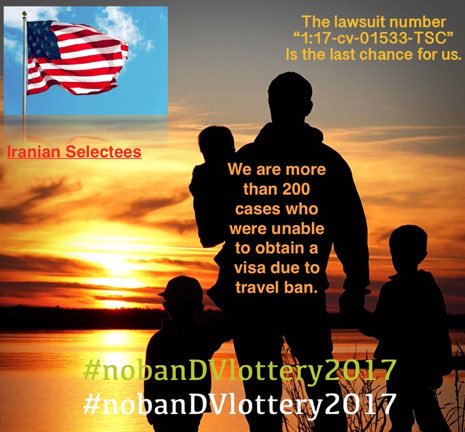 The lawsuit number
“1:17-cv-01533-TSC”
Is the last chance for us.
Iranian Selectees
We are more
than 200
cases who
were unable
to obtain a
visa due to
travel ban.
#nobanDVlottery2017
#nobanDVlottery2017